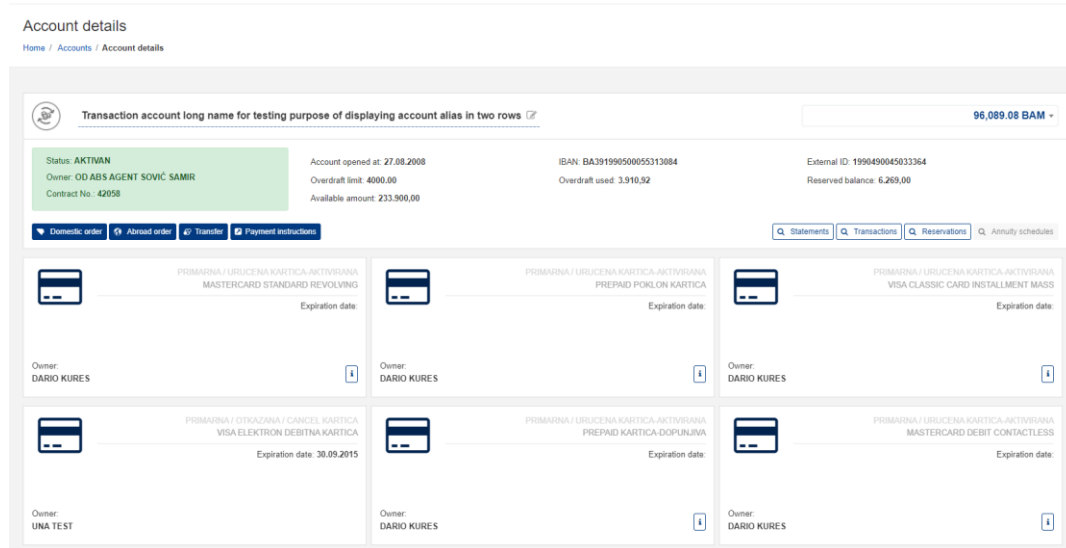 Account details
Home / Accounts / Account details
Transaction account long name for testing purpose of displaying account alias in two rows
96,089.08 BAM
Status: AKTIVAN
Owner: OD ABS AGENT SOVIĆ SAMIR
Contract No.: 42058
Account opened at: 27.08.2008
Overdraft limit: 4000.00
Available amount: 233.900,00
IBAN: BA391990500055313084
Overdraft used: 3.910,92
External ID: 1990490045033364
Reserved balance: 6.269,00
Domestic order
Abroad order
Transfer
Payment instructions
Statements
Transactions
Reservations
Annuity schedules
PRIMARNA / URUCENA KARTICA-AKTIVIRANA
MASTERCARD STANDARD REVOLVING
Expiration date:
Owner:
DARIO KURES
PRIMARNA / URUCENA KARTICA-AKTIVIRANA
PREPAID POKLON KARTICA
Expiration date:
Owner:
DARIO KURES
PRIMARNA / URUCENA KARTICA-AKTIVIRANA
VISA CLASSIC CARD INSTALLMENT MASS
Expiration date:
Owner:
DARIO KURES
PRIMARNA / OTKAZANA / CANCEL KARTICA
VISA ELEKTRON DEBITNA KARTICA
Expiration date: 30.09.2015
Owner:
UNA TEST
PRIMARNA / URUCENA KARTICA-AKTIVIRANA
PREPAID KARTICA-DOPUNJIVA
Expiration date:
Owner:
DARIO KURES
PRIMARNA / URUCENA KARTICA-AKTIVIRANA
MASTERCARD DEBIT CONTACTLESS
Expiration date:
Owner:
DARIO KURES